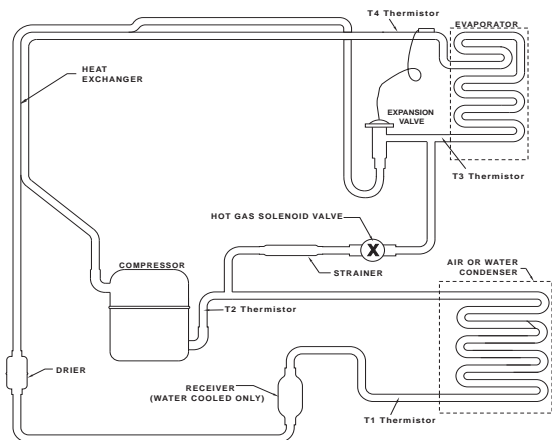 T4 Thermistor
EVAPORATOR
HEAT
EXCHANGER
EXPANSION
VALVE
T3 Thermistor
HOT GAS SOLENOID VALVE
X
AIR OR WATER
CONDENSER
COMPRESSOR
STRAINER
T2 Thermistor
DRIER
RECEIVER
(WATER COOLED ONLY)
T1 Thermistor